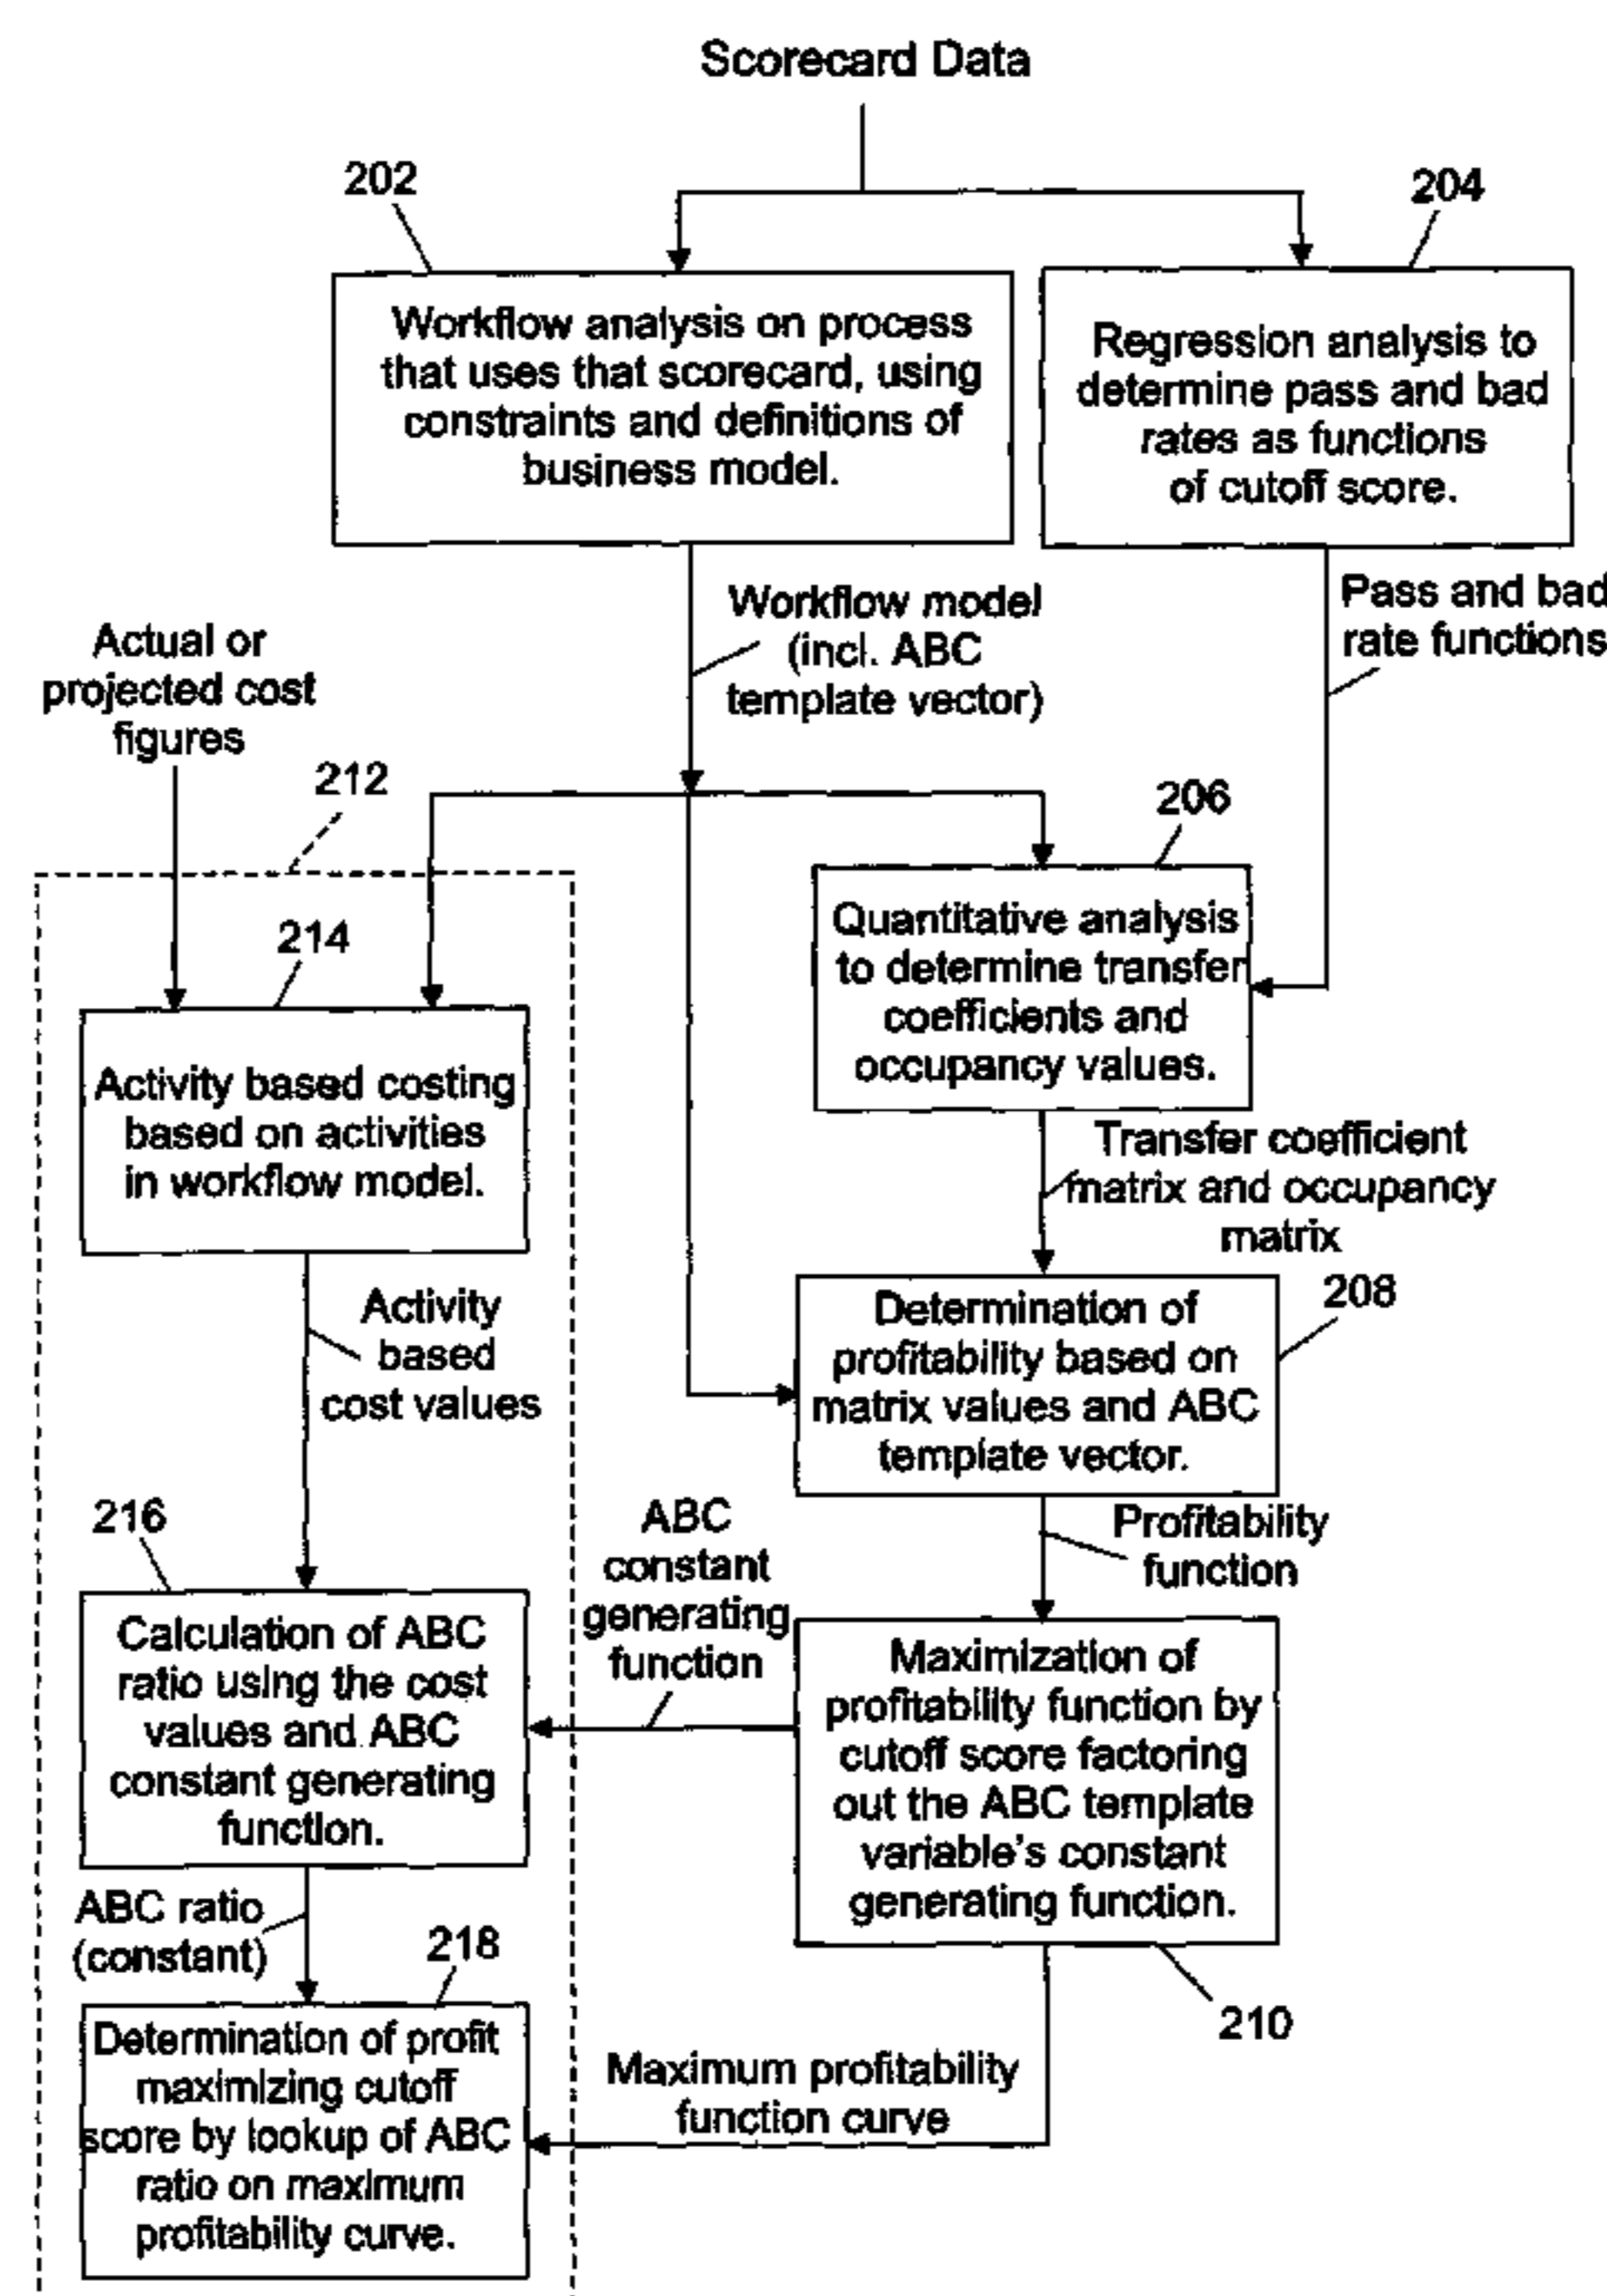 Scorecard Data
202
204
Workflow analysis on process
that uses that scorecard, using
constraints and definitions of
business model.
Regression analysis to
determine pass and bad
rates as functions
of cutoff score.
Workflow model
(incl. ABC
template vector)
Pass and bad
rate functions
Actual or
projected cost
figures
212
206
214
Quantitative analysis
to determine transfer
coefficients and
occupancy values.
Activity based costing
based on activities
in workflow model.
Transfer coefficient
matrix and occupancy
matrix
208
Activity
based
cost values
Determination of
profitability based on
matrix values and ABC
template vector.
216
ABC
constant
generating
function
Profitability
function
Calculation of ABC
ratio using the cost
values and ABC
constant generating
function.
Maximization of
profitability function by
cutoff score factoring
out the ABC template
variable's constant
generating function.
ABC ratio
(constant)
218
210
Determination of profit
maximizing cutoff
score by lookup of ABC
ratio on maximum
profitability curve.
Maximum profitability
function curve